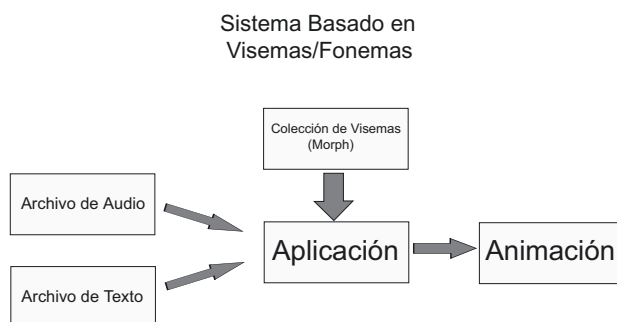 Sistema Basado en
Visemas/Fonemas
Colección de Visemas
(Morph)
Archivo de Audio
Aplicación
Animación
Archivo de Texto